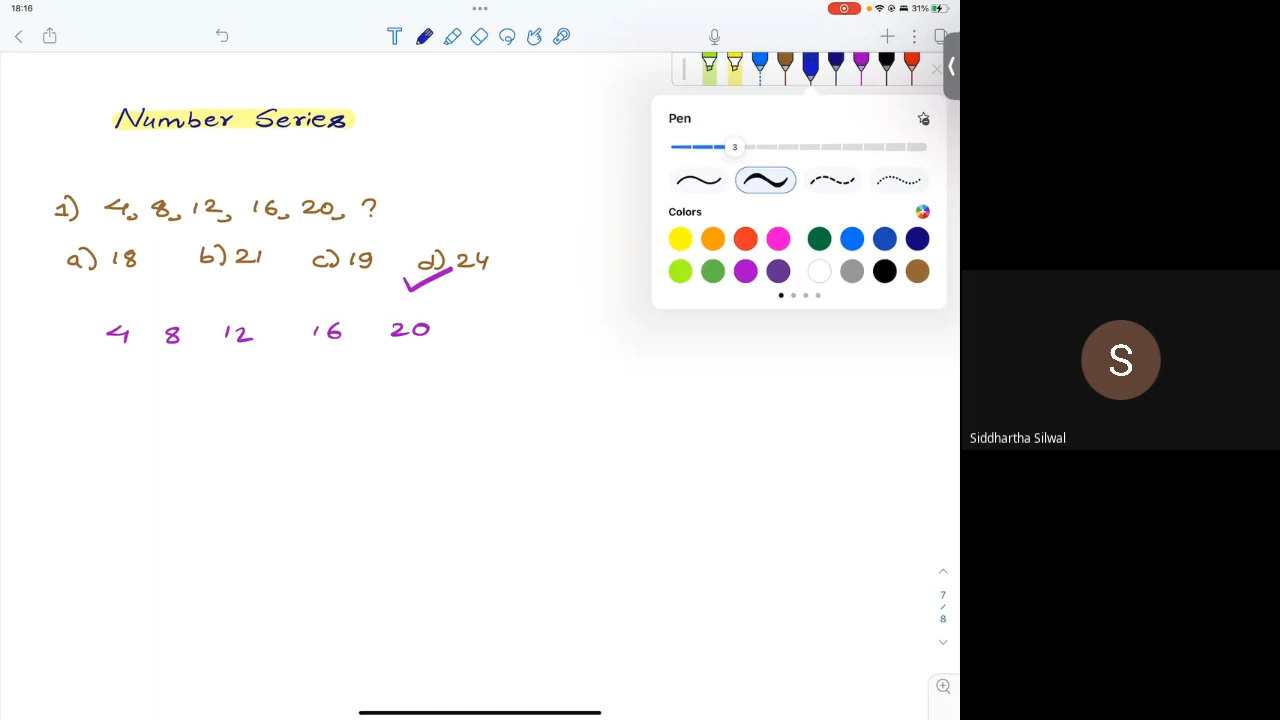 18:16
31%
T
Number Series
Pen
3
1) 4, 8, 12, 16, 20, ?
Colors
a) 18 b) 21 c) 19 d) 24
4 8 12 16 20
S
Siddhartha Silwal
7
/
8